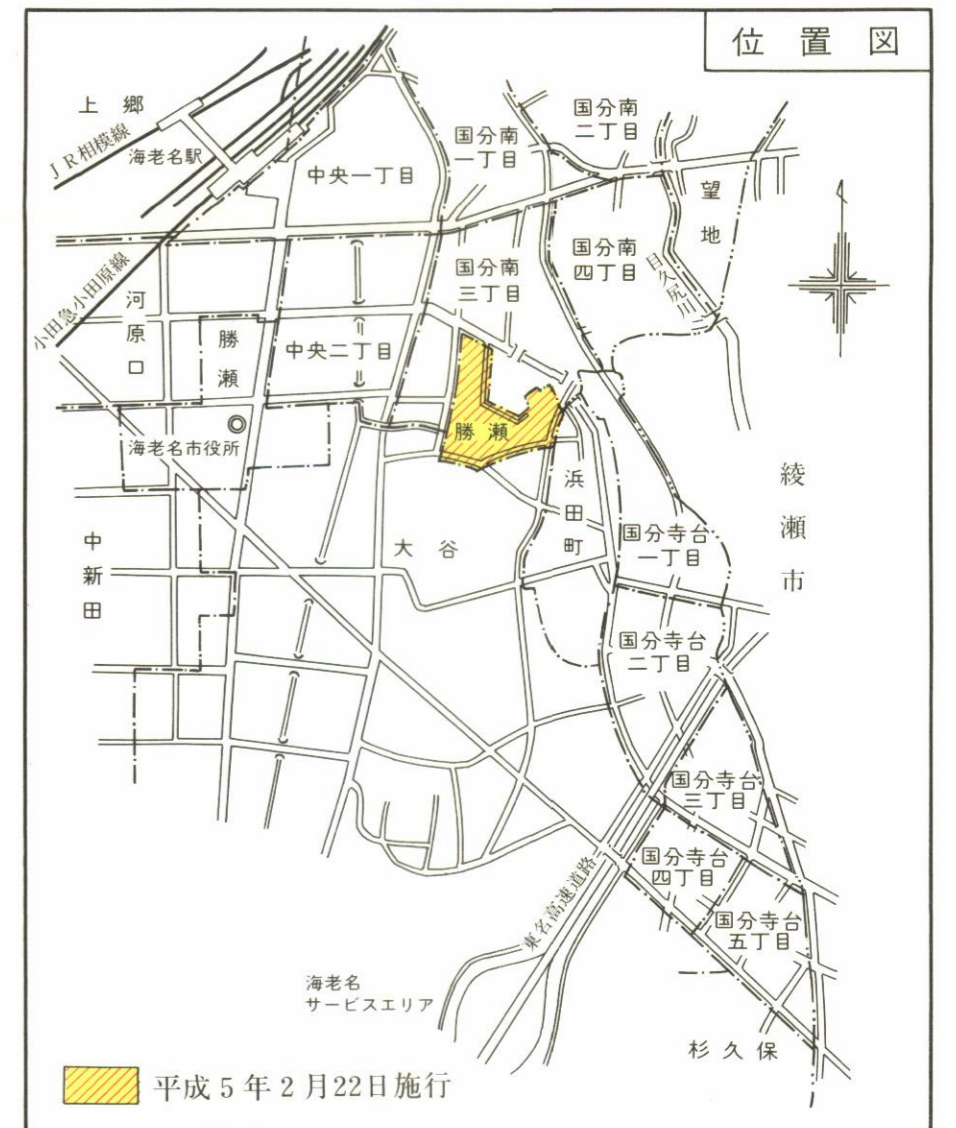 位置図
上郷
JR相模線
海老名駅
小田急小田原線
中央一丁目
国分南
一丁目
国分南
二丁目
望地
国分南
三丁目
国分南
四丁目
目久尻川
河原口
勝瀬
中央二丁目
勝瀬
海老名市役所
浜田町
綾瀬市
中新田
大谷
国分寺台
一丁目
国分寺台
二丁目
国分寺台
三丁目
国分寺台
四丁目
国分寺台
五丁目
東名高速道路
海老名
サービスエリア
杉久保
平成5年2月22日施行